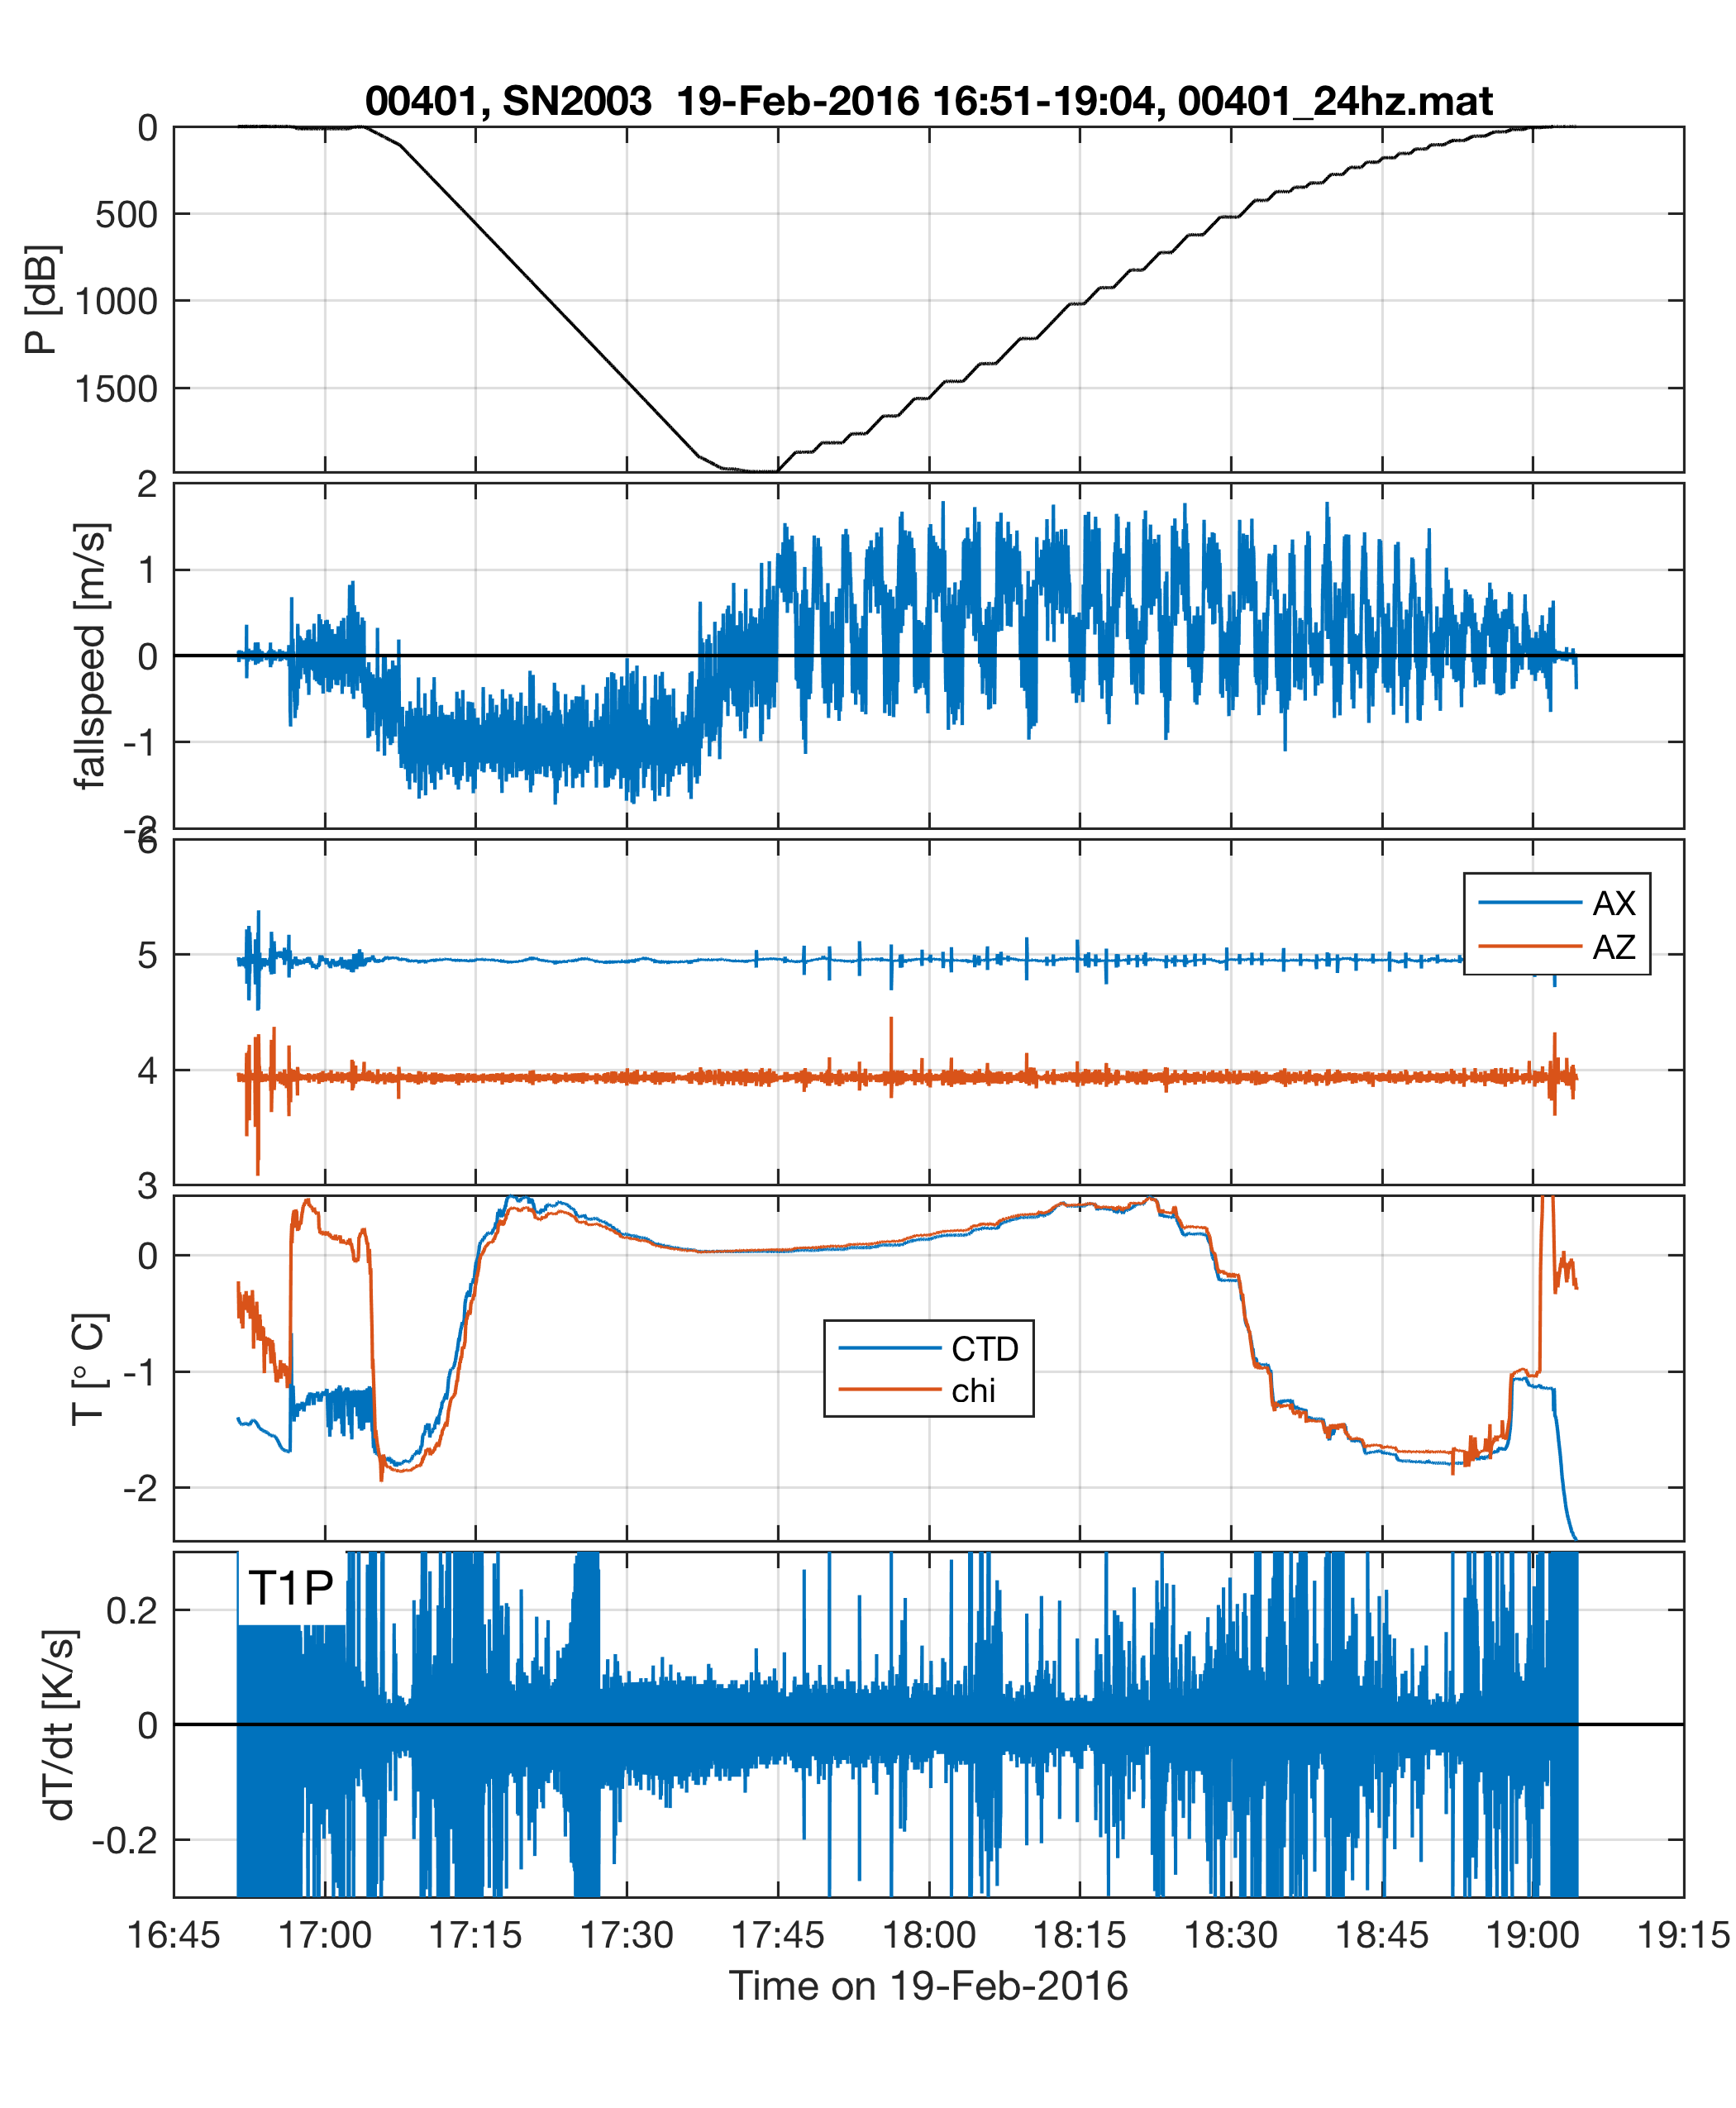 00401, SN2003  19-Feb-2016 16:51-19:04, 00401_24hz.mat
0
500
1000
1500
P [dB]
2
1
0
-1
-2
fallspeed [m/s]
6
5
4
3
AX
AZ
3
0
-1
-2
T [° C]
CTD
chi
T1P
0.2
0
-0.2
dT/dt [K/s]
16:45 17:00 17:15 17:30 17:45 18:00 18:15 18:30 18:45 19:00 19:15
Time on 19-Feb-2016